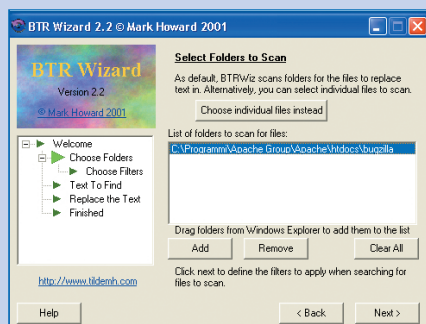 BTR Wizard 2.2 © Mark Howard 2001
BTR Wizard
Version 2.2
© Mark Howard 2001
Welcome
Choose Folders
Choose Filters
Text To Find
Replace the Text
Finished
http://www.tildemh.com
Select Folders to Scan
As default, BTRWiz scans folders for the files to replace
text in. Alternatively, you can select individual files to scan.
Choose individual files instead
List of folders to scan for files:
C:\Programmi\Apache Group\Apache\htdocs\bugzilla
Drag folders from Windows Explorer to add them to the list
Add Remove Clear All
Click next to define the filters to apply when searching for
files to scan.
Help < Back Next >